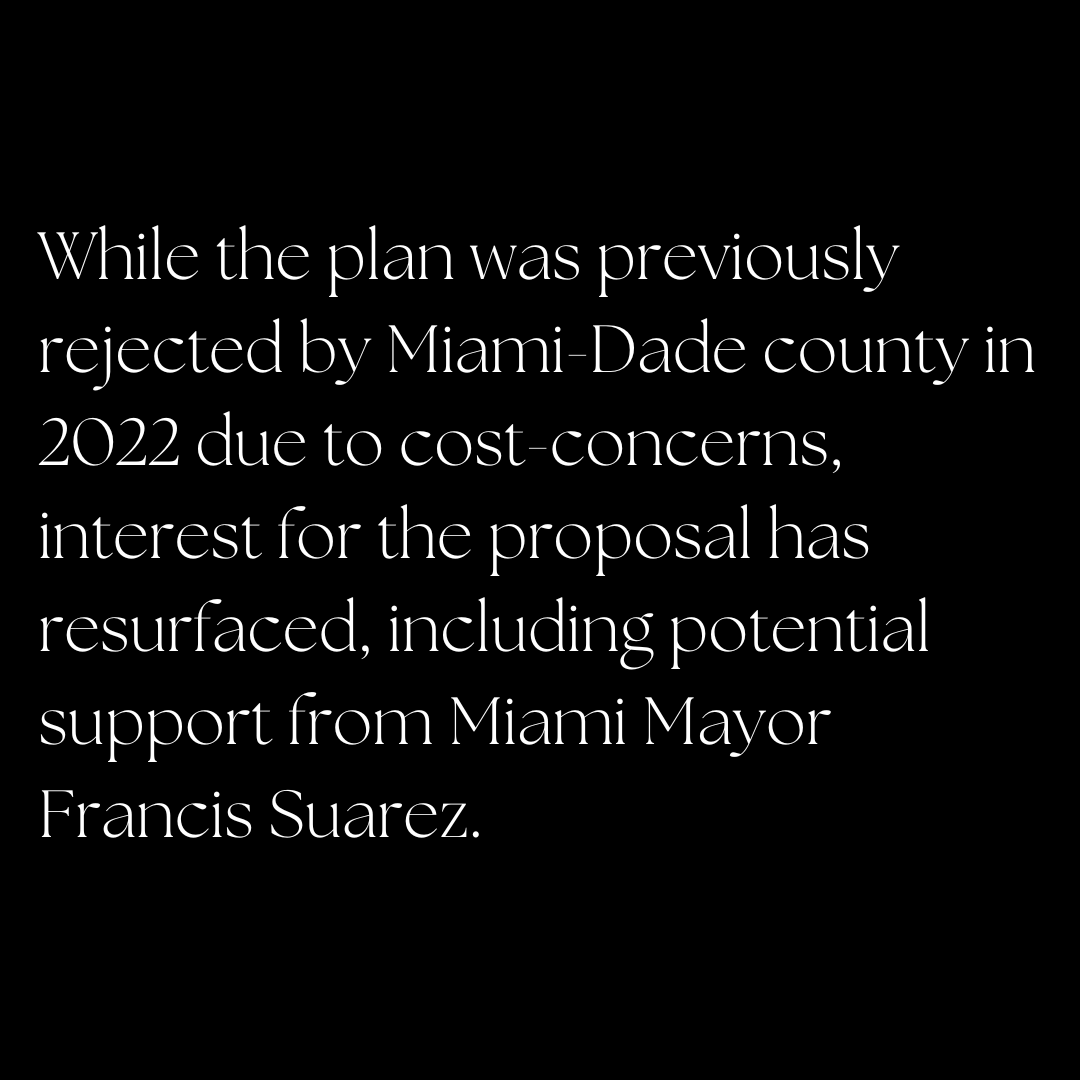 While the plan was previously
rejected by Miami-Dade county in
2022 due to cost-concerns,
interest for the proposal has
resurfaced, including potential
support from Miami Mayor
Francis Suarez.